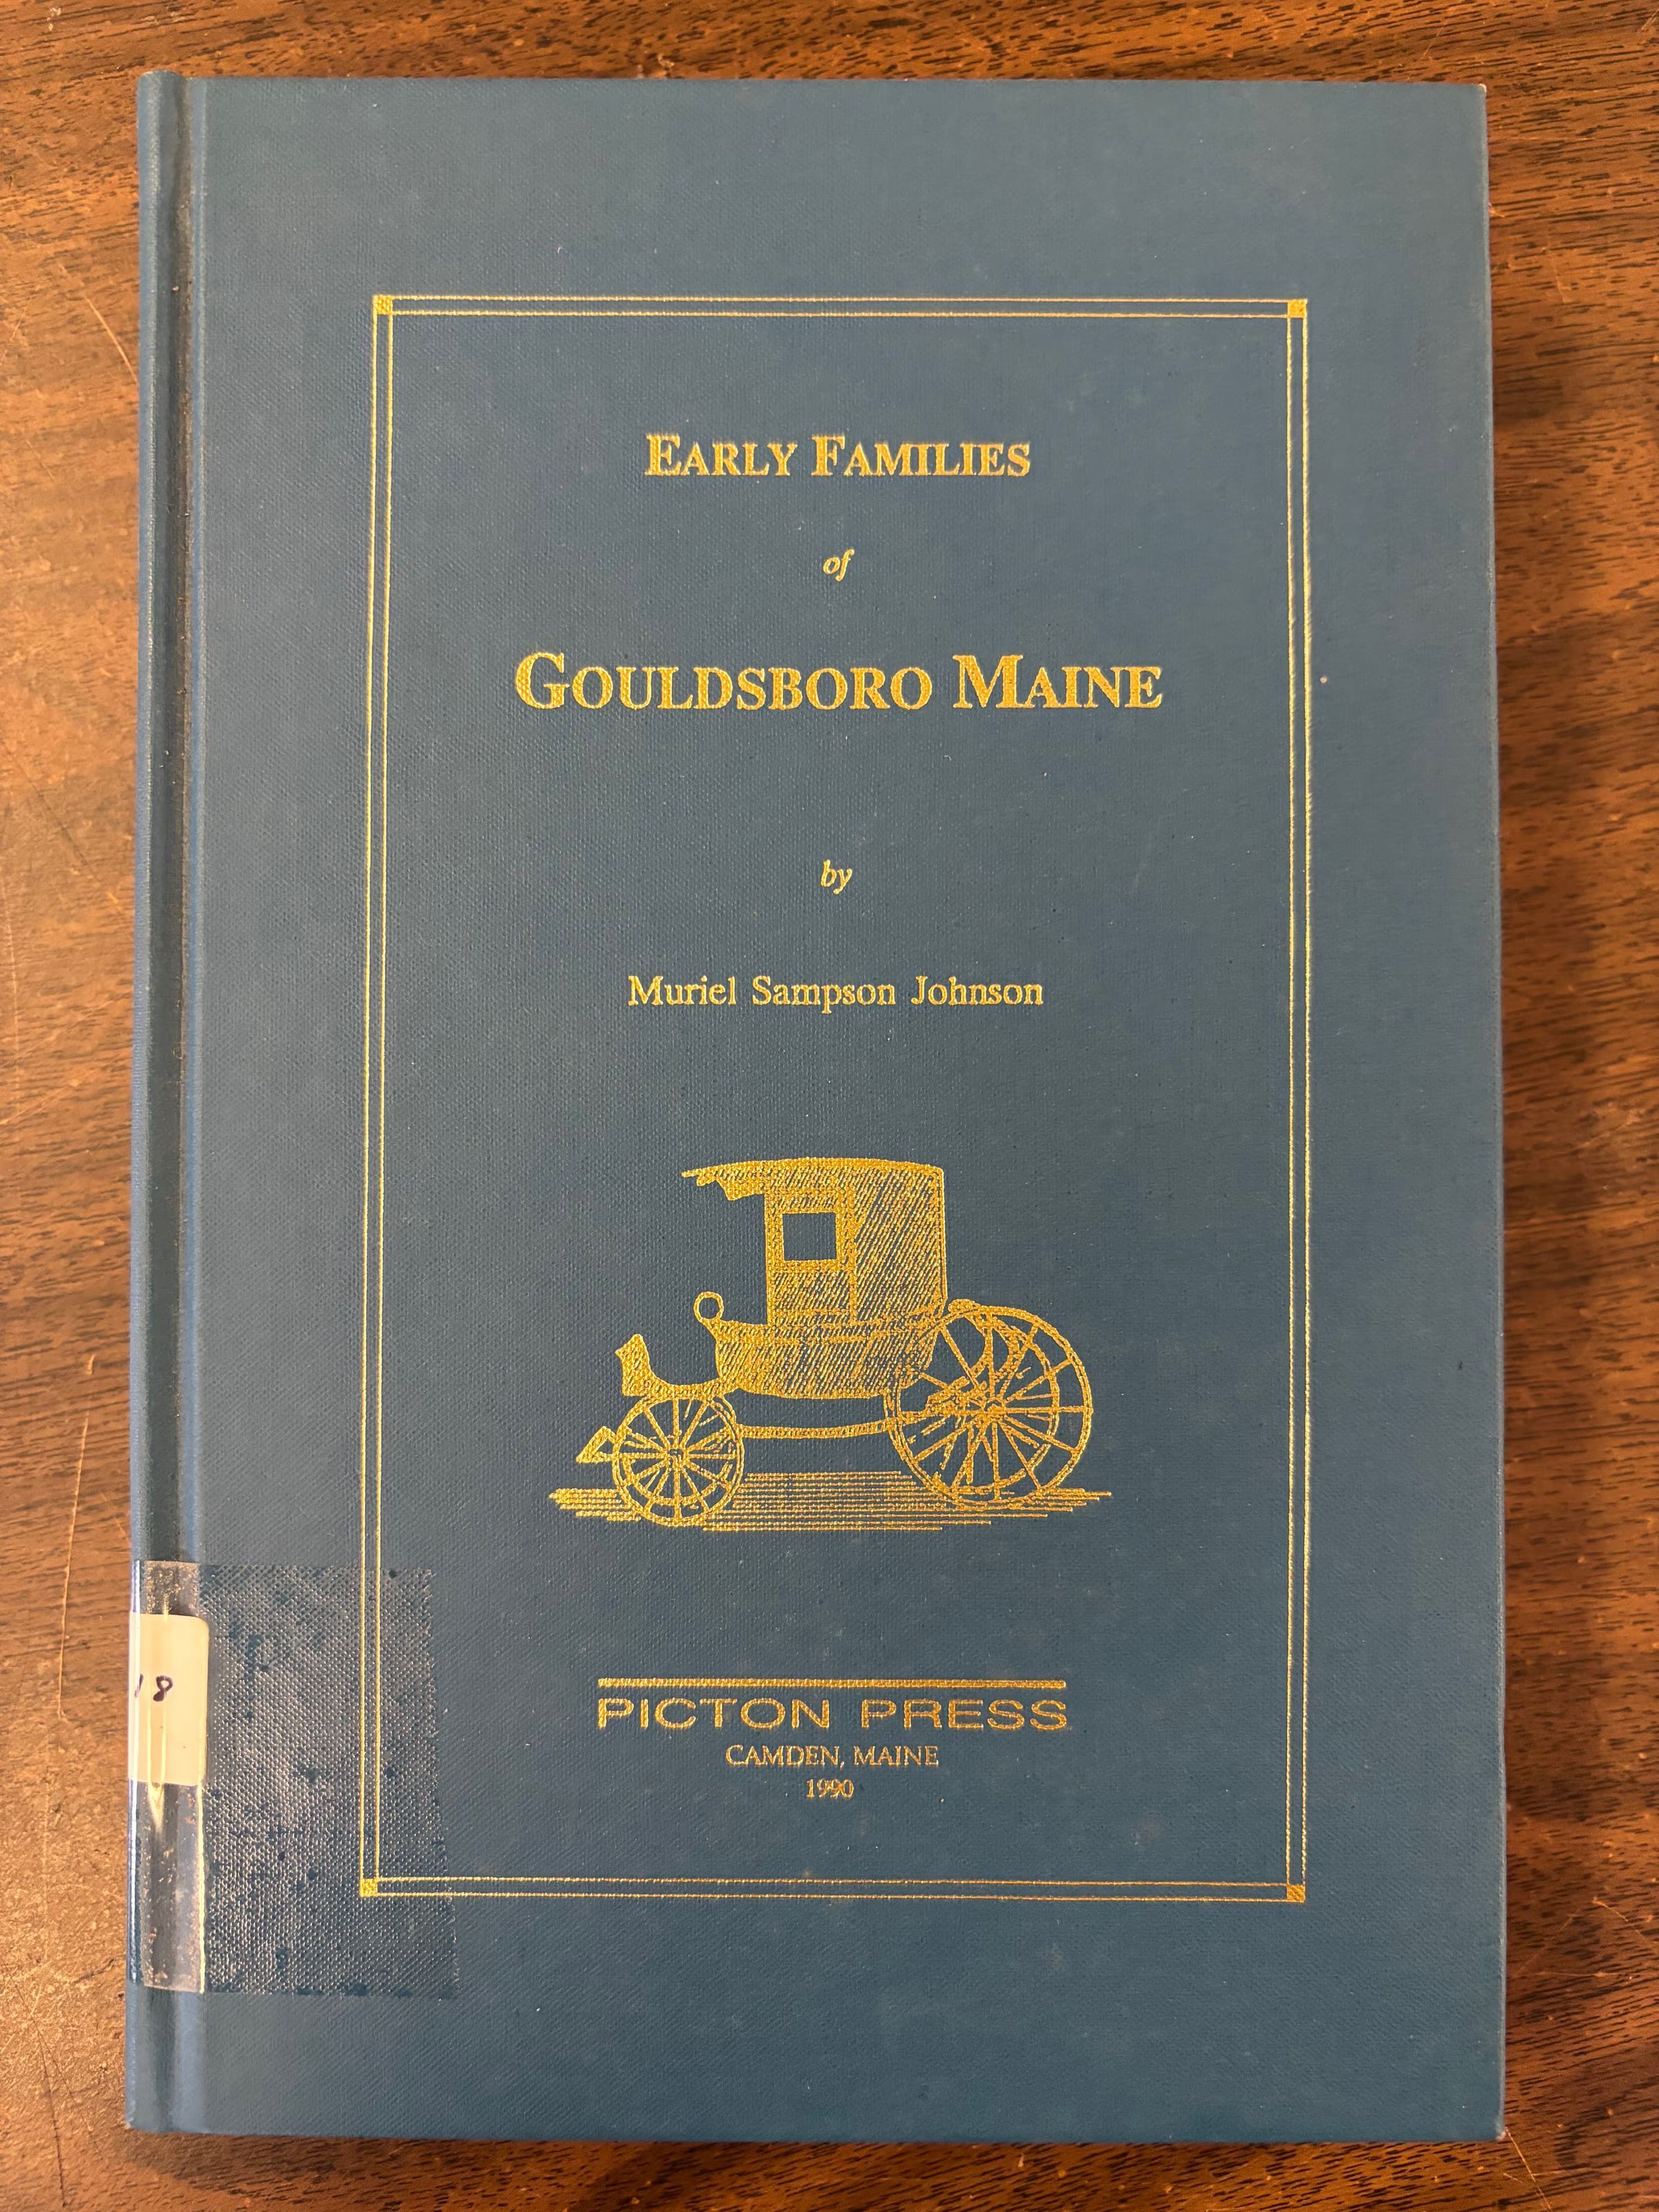 EARLY FAMILIES
of
GOULDSBORO MAINE
by
Muriel Sampson Johnson
PICTON PRESS
CAMDEN, MAINE
1990
18